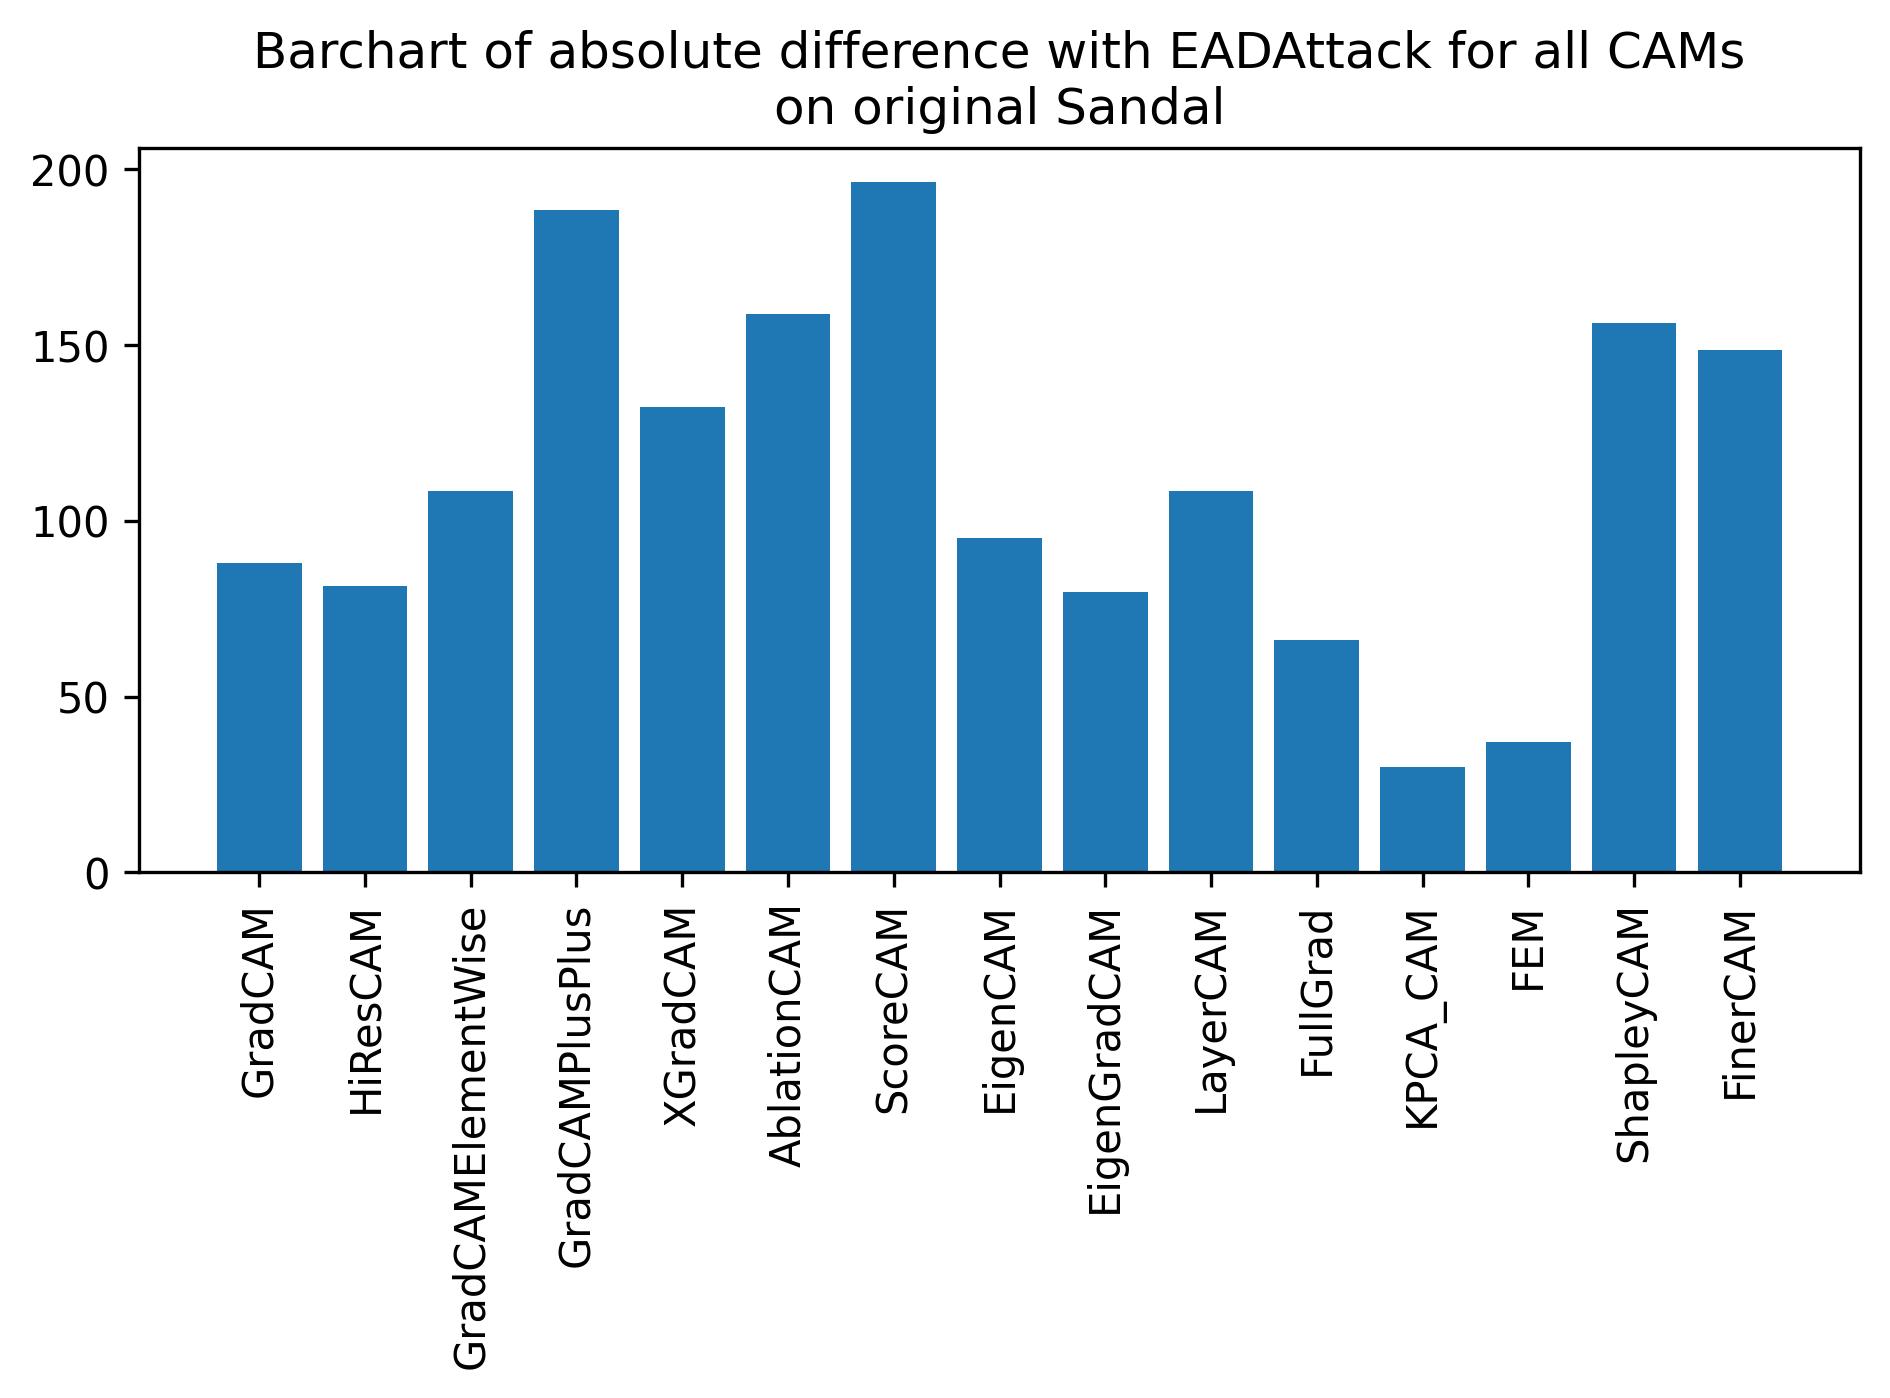 Barchart of absolute difference with EADAttack for all CAMs
on original Sandal
200
150
100
50
0
GradCAM
HiResCAM
GradCAMElementWise
GradCAMPlusPlus
XGradCAM
AblationCAM
ScoreCAM
EigenCAM
EigenGradCAM
LayerCAM
FullGrad
KPCA_CAM
FEM
ShapleyCAM
FinerCAM